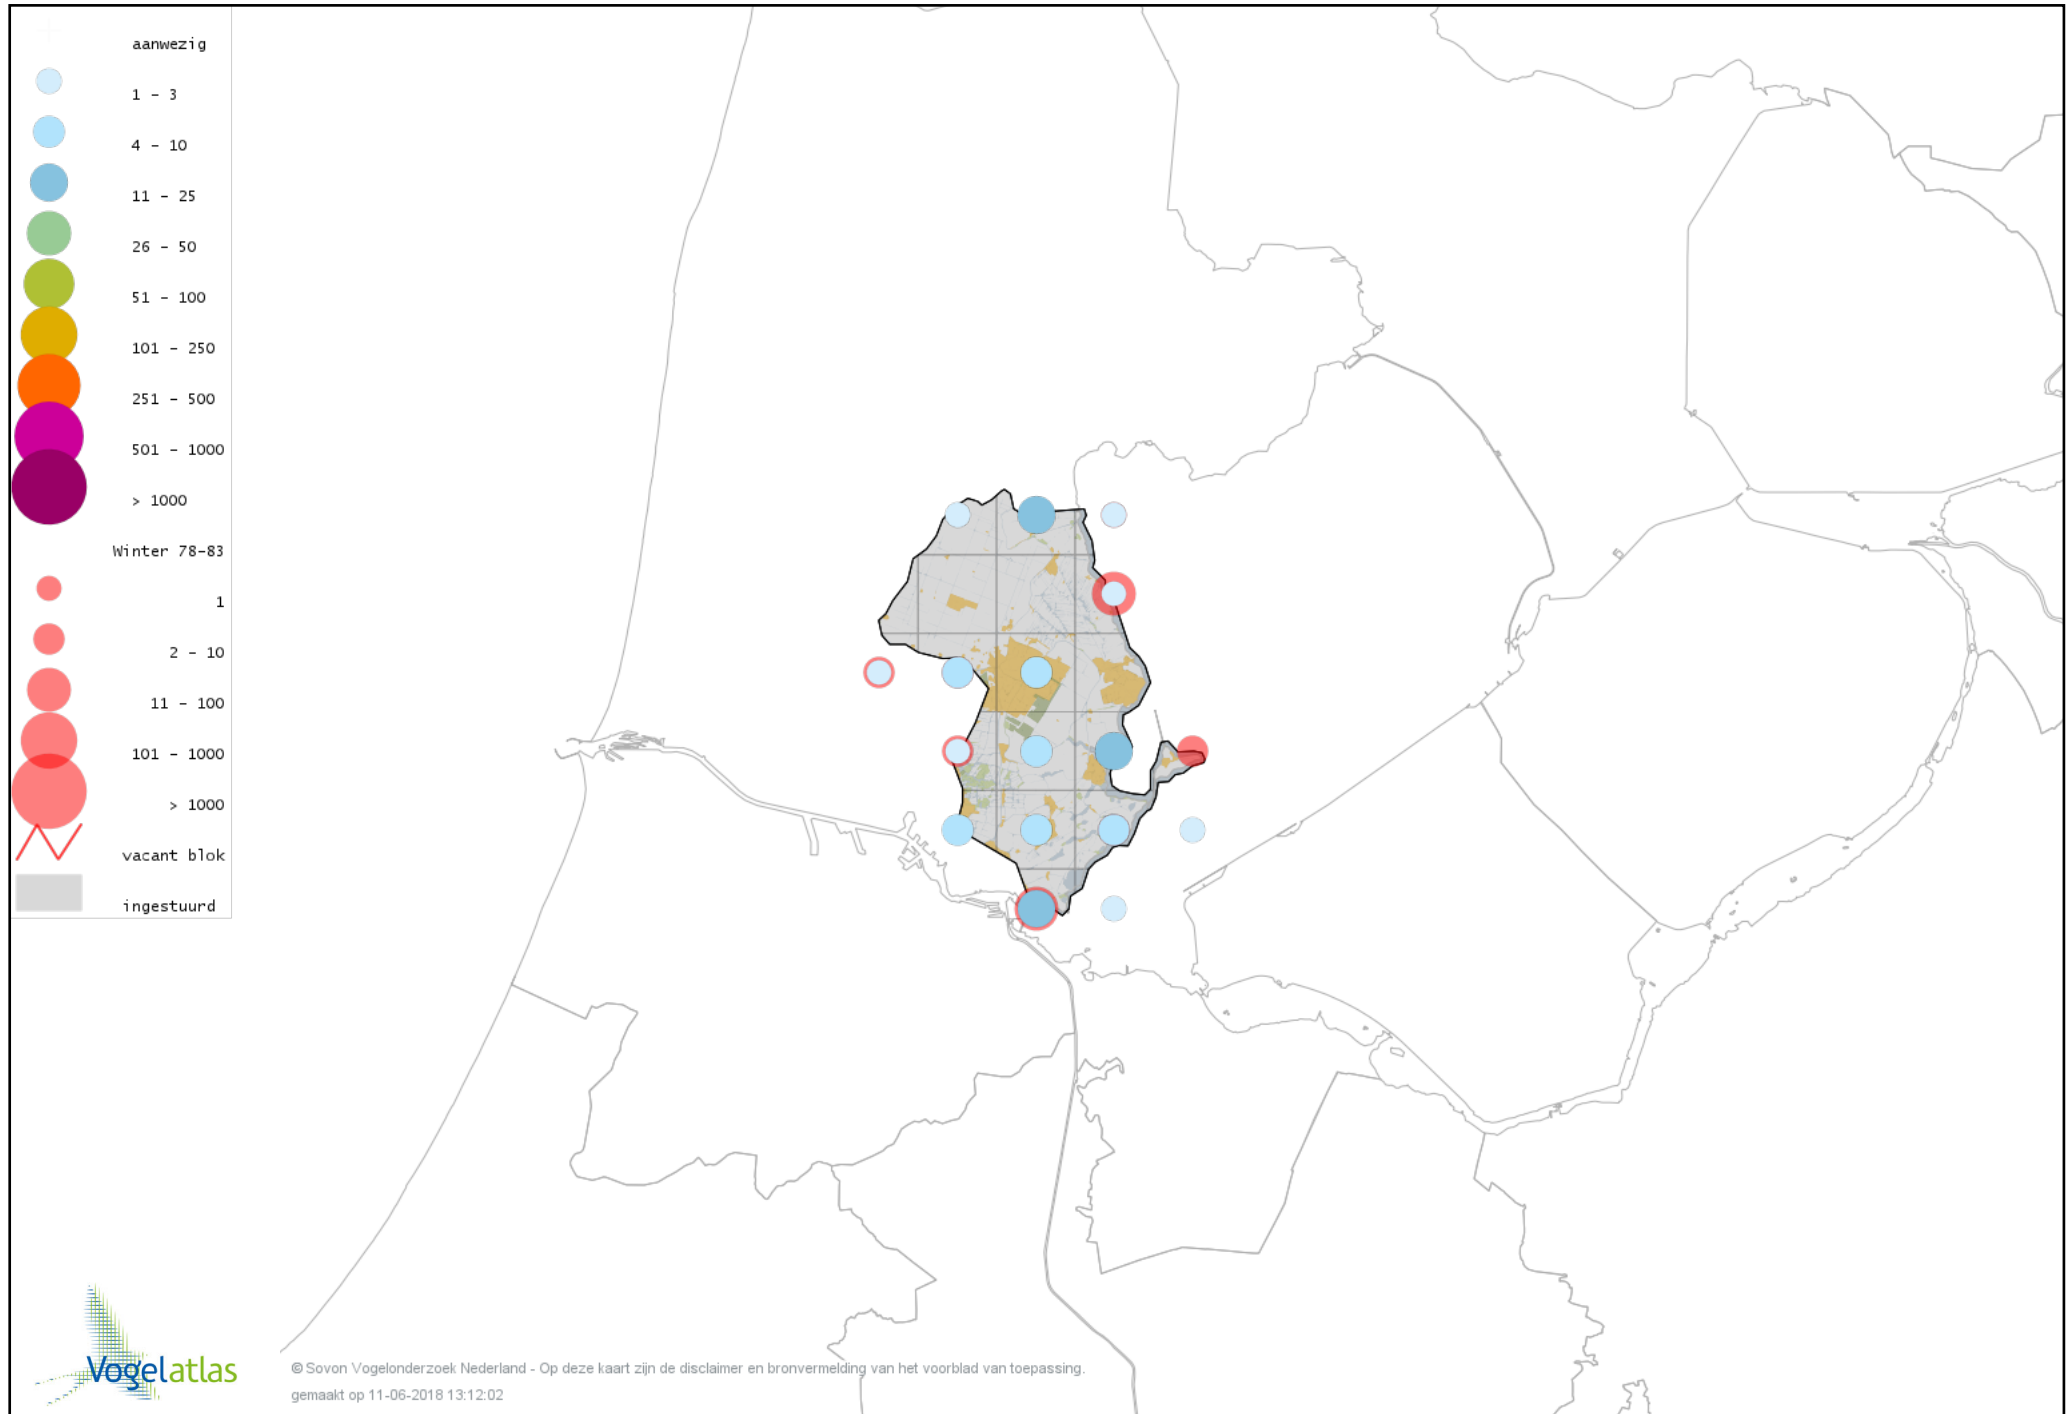 aanwezig
1 - 3
4 - 10
11 - 25
26 - 50
51 - 100
101 - 250
251 - 500
501 - 1000
> 1000
Winter 78-83
1
2 - 10
11 - 100
101 - 1000
> 1000
vacant blok
ingestuurd
Vogelatlas
© Sovon Vogelonderzoek Nederland - Op deze kaart zijn de disclaimer en bronvermelding van het voorblad van toepassing.
gemaakt op 11-06-2018 13:12:02